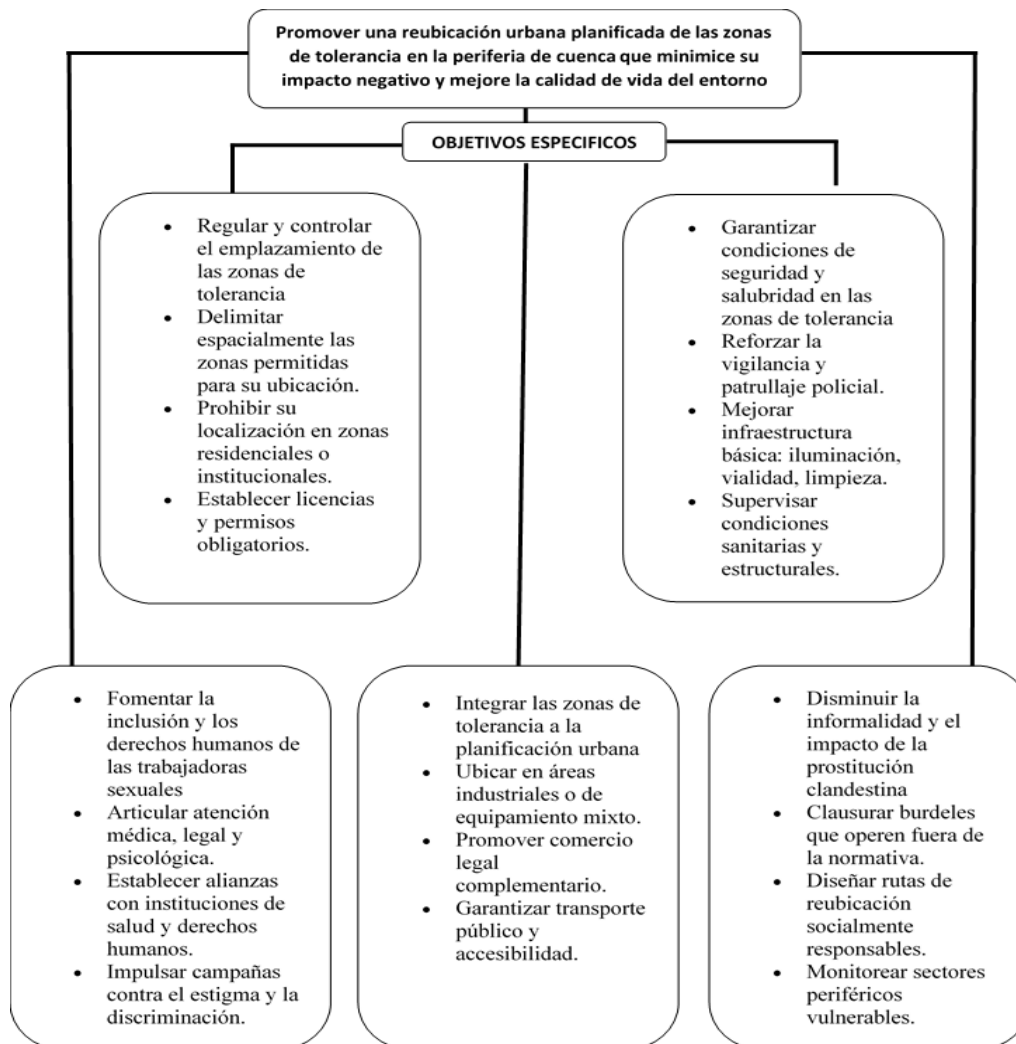 Promover una reubicación urbana planificada de las zonas
de tolerancia en la periferia de cuenca que minimice su
impacto negativo y mejore la calidad de vida del entorno
OBJETIVOS ESPECIFICOS
• Regular y controlar
el emplazamiento de
las zonas de
tolerancia
• Delimitar
espacialmente las
zonas permitidas
para su ubicación.
• Prohibir su
localización en zonas
residenciales o
institucionales.
• Establecer licencias
y permisos
obligatorios.
• Garantizar
condiciones de
seguridad y
salubridad en las
zonas de tolerancia
• Reforzar la
vigilancia y
patrullaje policial.
• Mejorar
infraestructura
básica: iluminación,
vialidad, limpieza.
• Supervisar
condiciones
sanitarias y
estructurales.
• Fomentar la
inclusión y los
derechos humanos de
las trabajadoras
sexuales
• Articular atención
médica, legal y
psicológica.
• Establecer alianzas
con instituciones de
salud y derechos
humanos.
• Impulsar campañas
contra el estigma y la
discriminación.
• Integrar las zonas de
tolerancia a la
planificación urbana
• Ubicar en áreas
industriales o de
equipamiento mixto.
• Promover comercio
legal
complementario.
• Garantizar transporte
público y
accesibilidad.
• Disminuir la
informalidad y el
impacto de la
prostitución
clandestina
• Clausurar burdeles
que operen fuera de
la normativa.
• Diseñar rutas de
reubicación
socialmente
responsables.
• Monitorear sectores
periféricos
vulnerables.